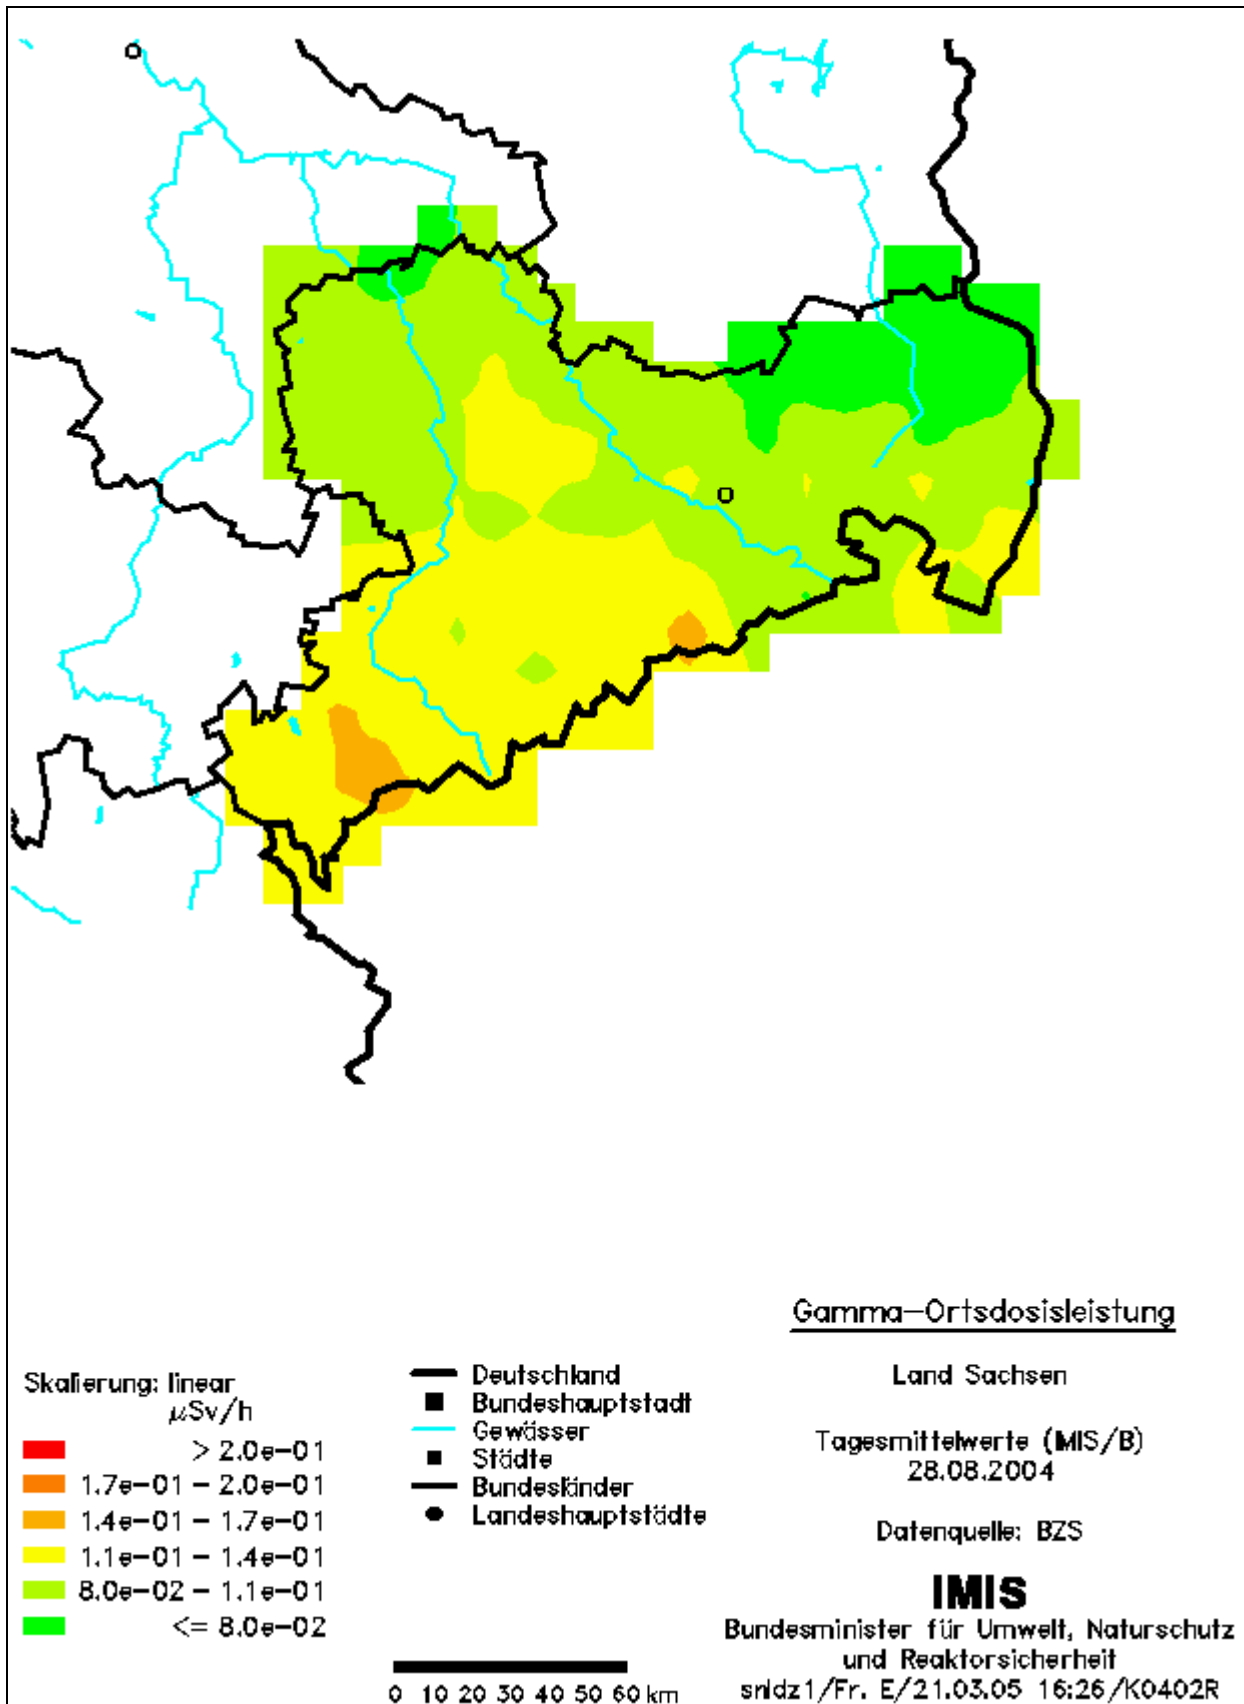 Gamma-Ortsdosisleistung
Land Sachsen
Tagesmittelwerte (IMIS/B)
28.08.2004
Datenquelle: BZS
IMIS
Bundesminister für Umwelt, Naturschutz
und Reaktorsicherheit
snldz1/Fr. E/21.03.05 16:26/K0402R
Skalierung: linear
µSv/h
> 2.0e-01
1.7e-01 - 2.0e-01
1.4e-01 - 1.7e-01
1.1e-01 - 1.4e-01
8.0e-02 - 1.1e-01
<= 8.0e-02
Deutschland
Bundeshauptstadt
Gewässer
Städte
Bundesländer
Landeshauptstädte
0 10 20 30 40 50 60 km